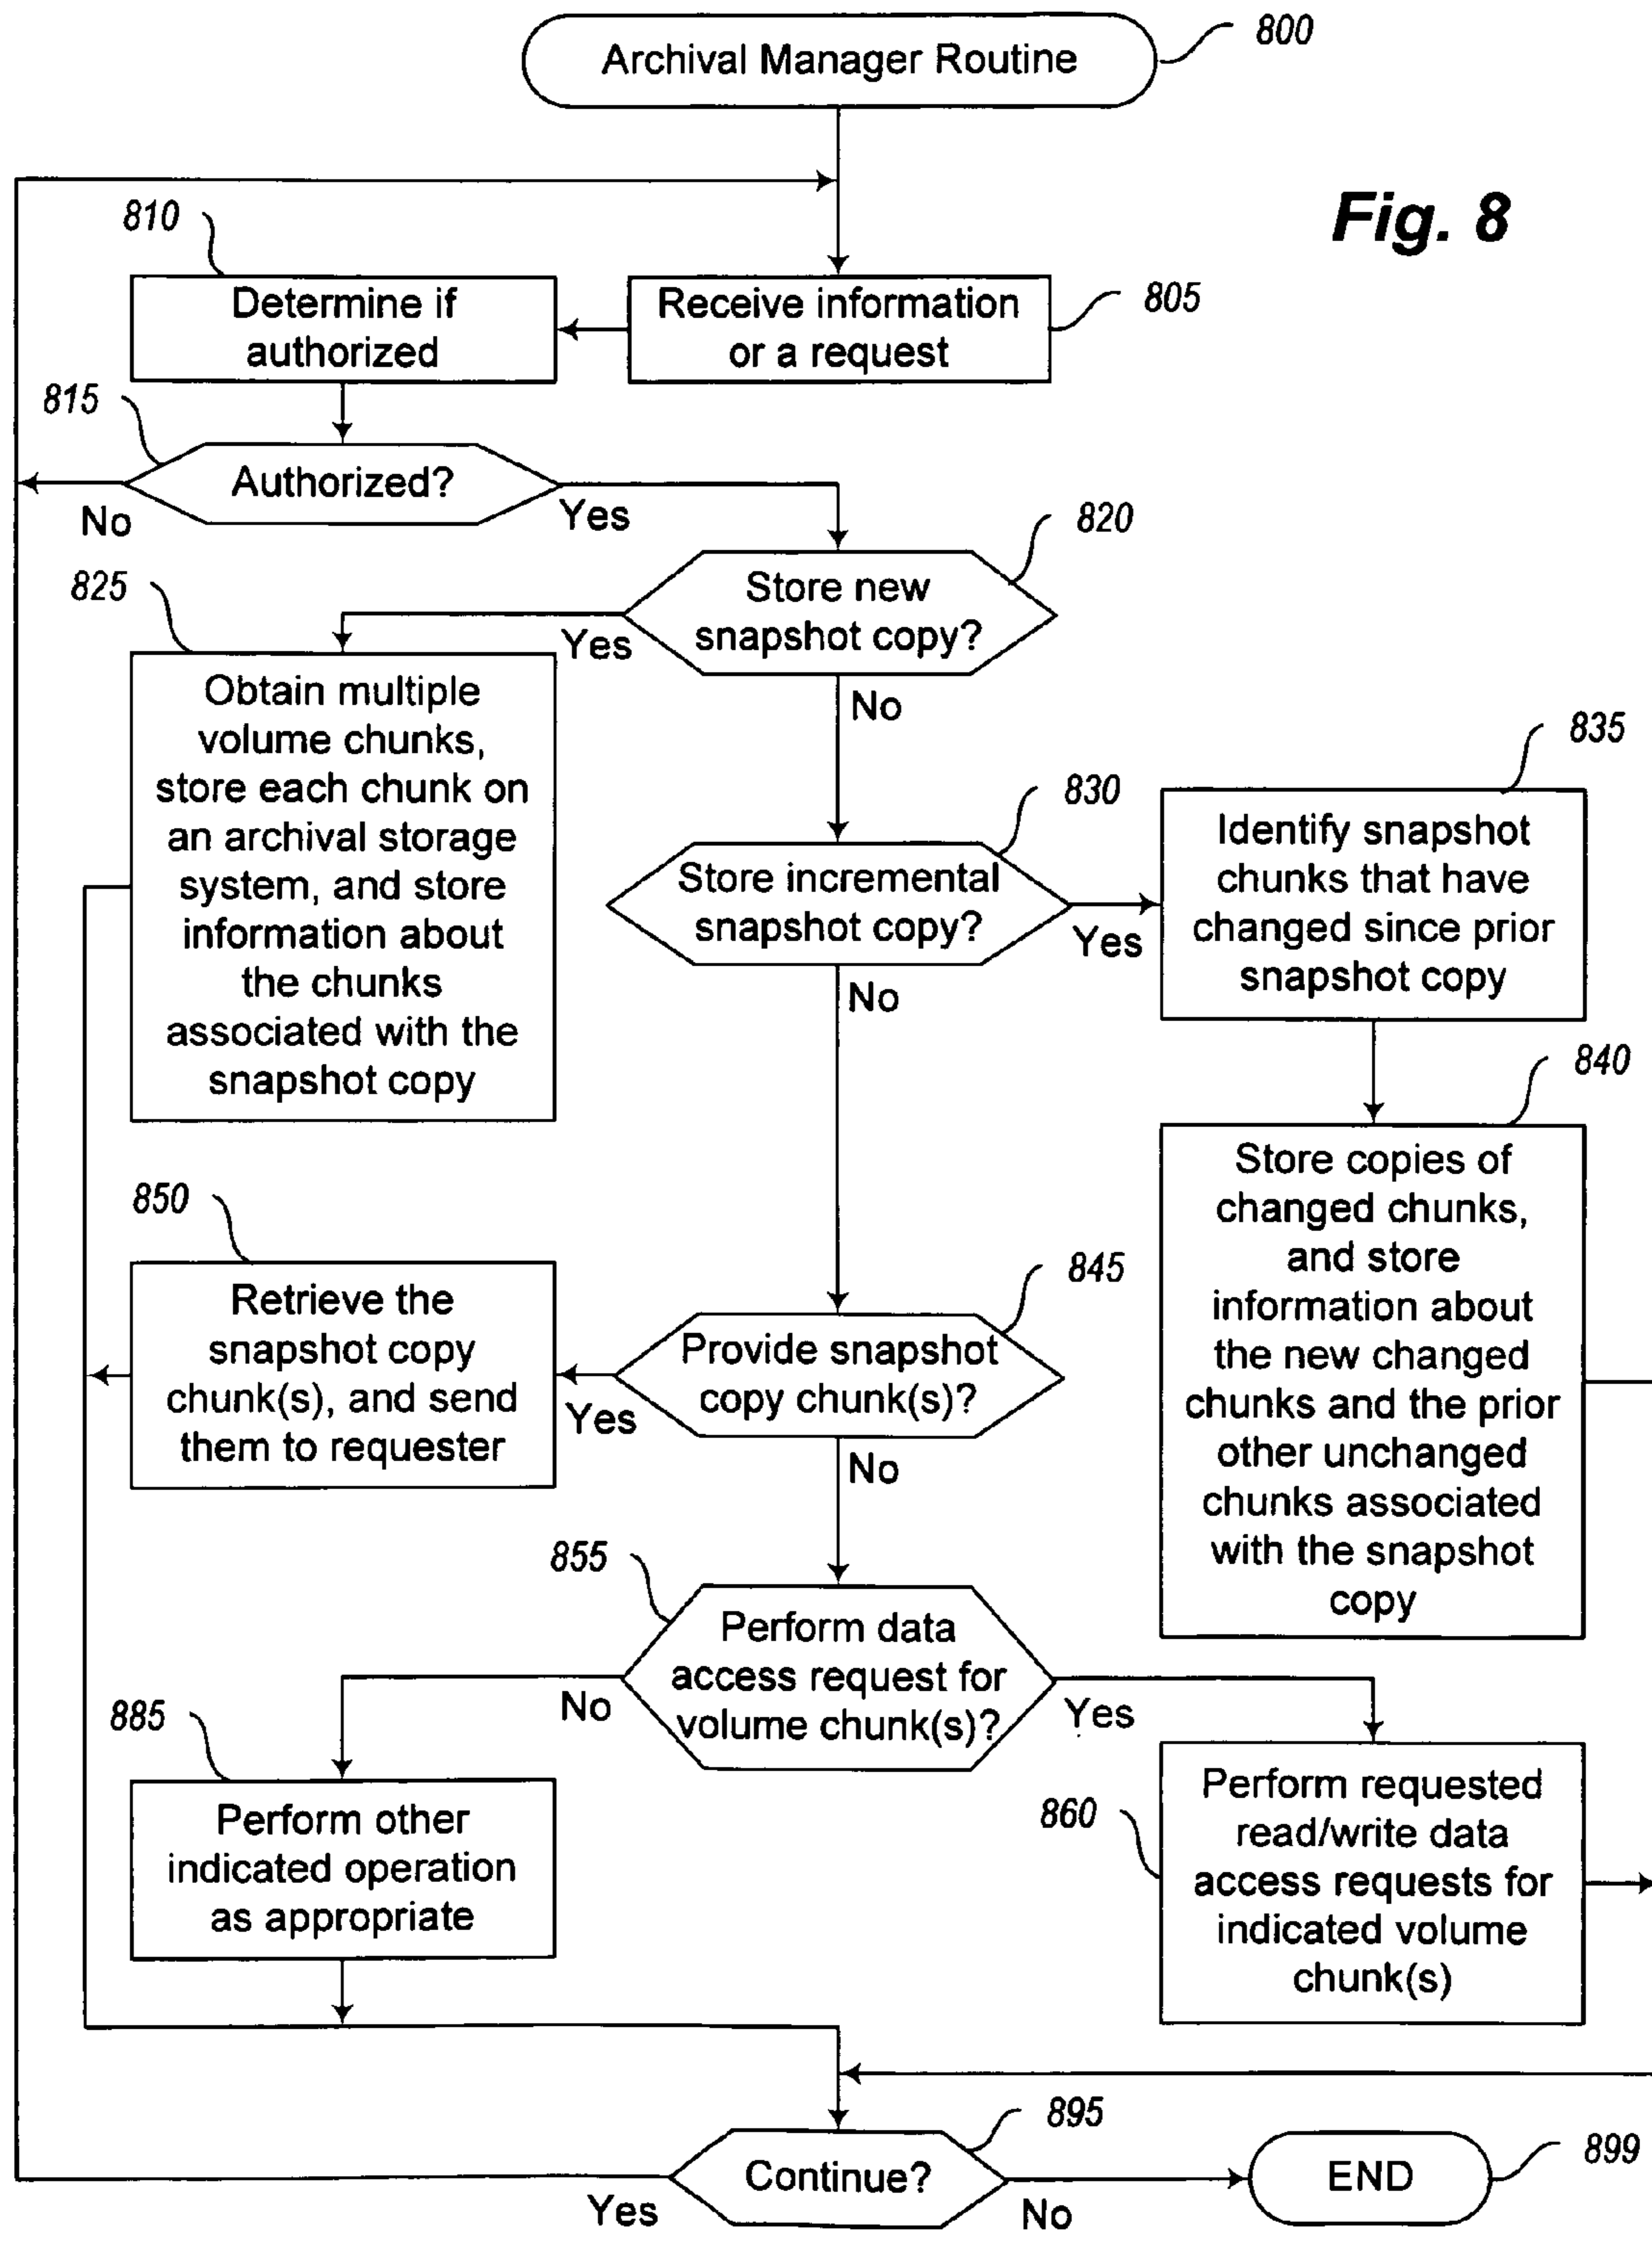 Archival Manager Routine
800
Fig. 8
810
Determine if
authorized
Receive information
or a request
805
815
Authorized?
No
Yes
820
Store new
snapshot copy?
Yes
No
825
Obtain multiple
volume chunks,
store each chunk on
an archival storage
system, and store
information about
the chunks
associated with the
snapshot copy
830
Store incremental
snapshot copy?
Yes
No
835
Identify snapshot
chunks that have
changed since prior
snapshot copy
840
Store copies of
changed chunks,
and store
information about
the new changed
chunks and the prior
other unchanged
chunks associated
with the snapshot
copy
845
Provide snapshot
copy chunk(s)?
Yes
No
850
Retrieve the
snapshot copy
chunk(s), and send
them to requester
855
Perform data
access request for
volume chunk(s)?
No
Yes
885
Perform other
indicated operation
as appropriate
860
Perform requested
read/write data
access requests for
indicated volume
chunk(s)
895
Continue?
Yes
No
END
899